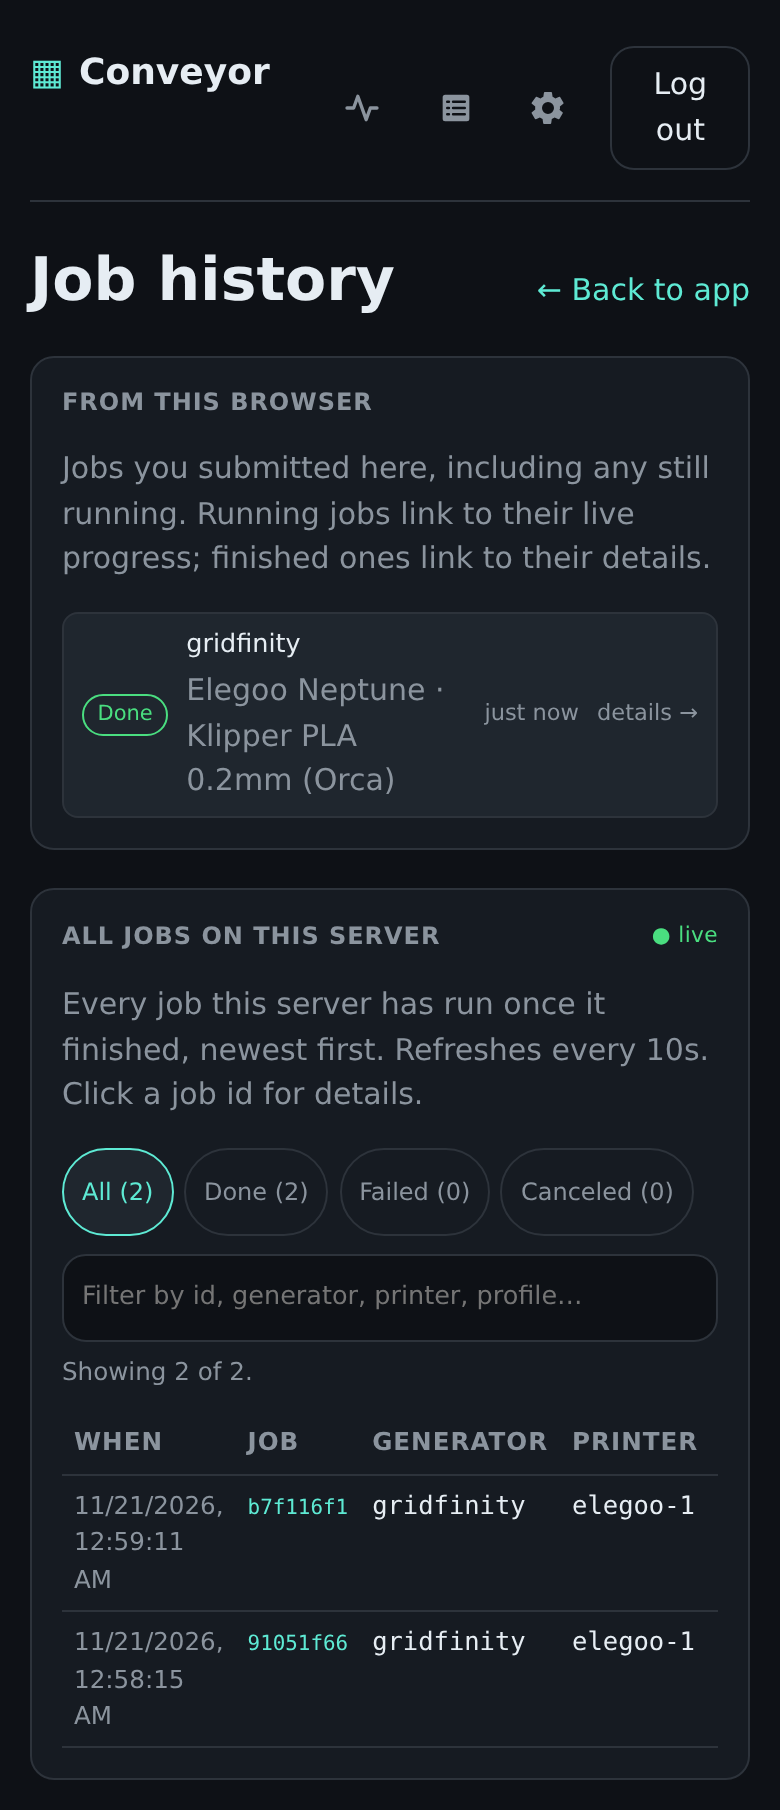 Conveyor
Log
out
Job history
← Back to app
FROM THIS BROWSER
Jobs you submitted here, including any still
running. Running jobs link to their live
progress; finished ones link to their details.
Done
gridfinity
Elegoo Neptune ·
Klipper PLA
0.2mm (Orca)
just now details →
ALL JOBS ON THIS SERVER
● live
Every job this server has run once it
finished, newest first. Refreshes every 10s.
Click a job id for details.
All (2) Done (2) Failed (0) Canceled (0)
Filter by id, generator, printer, profile…
Showing 2 of 2.
WHEN JOB GENERATOR PRINTER
11/21/2026, b7f116f1 gridfinity elegoo-1
12:59:11
AM
11/21/2026, 91051f66 gridfinity elegoo-1
12:58:15
AM